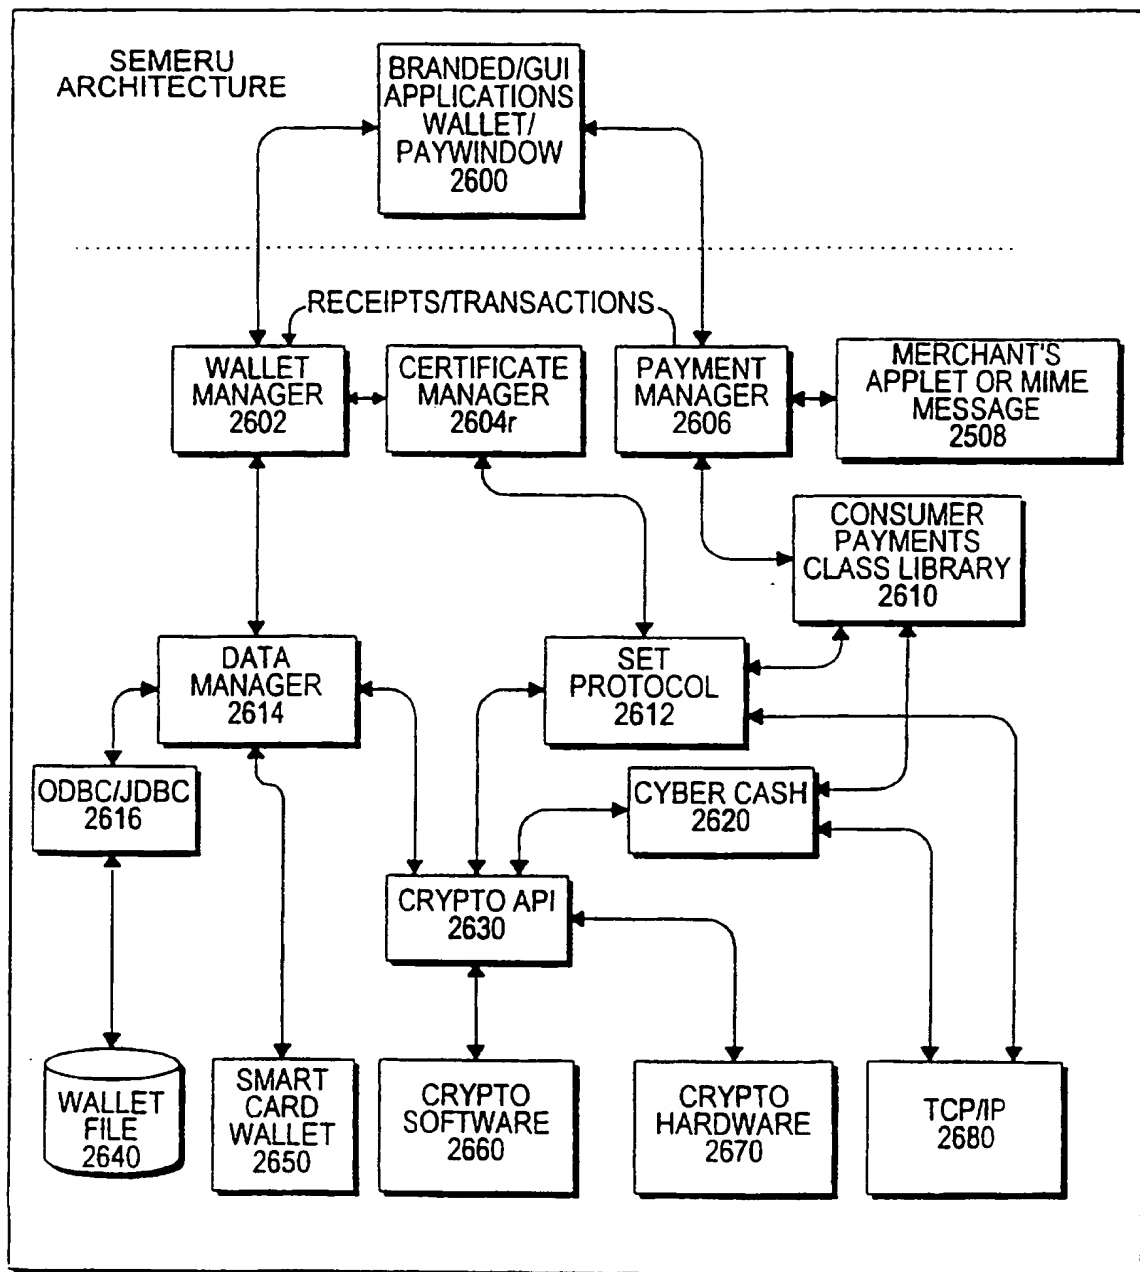 SEMERU
ARCHITECTURE
BRANDED/GUI
APPLICATIONS
WALLET/
PAYWINDOW
2600
RECEIPTS/TRANSACTIONS
WALLET
MANAGER
2602
CERTIFICATE
MANAGER
2604r
PAYMENT
MANAGER
2606
MERCHANT'S
APPLET OR MIME
MESSAGE
2508
CONSUMER
PAYMENTS
CLASS LIBRARY
2610
DATA
MANAGER
2614
SET
PROTOCOL
2612
ODBC/JDBC
2616
CYBER CASH
2620
CRYPTO API
2630
WALLET
FILE
2640
SMART
CARD
WALLET
2650
CRYPTO
SOFTWARE
2660
CRYPTO
HARDWARE
2670
TCP/IP
2680